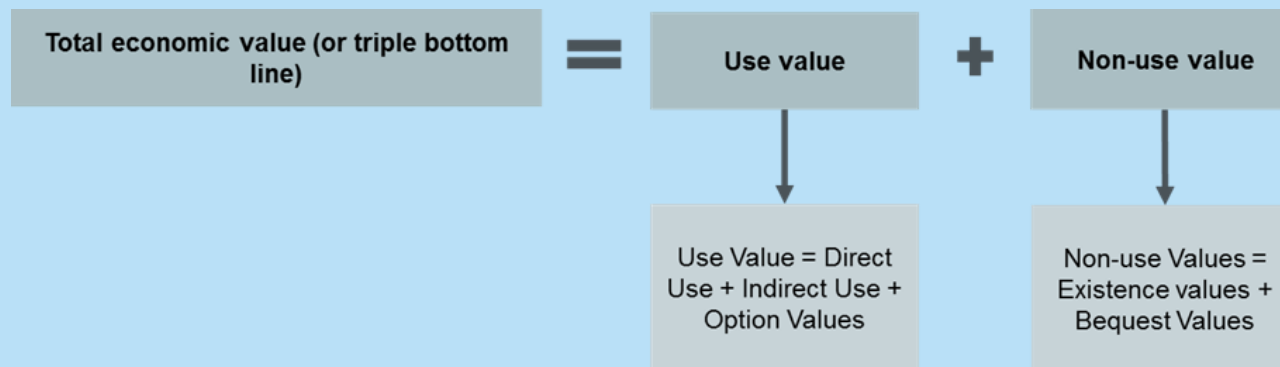 Total economic value (or triple bottom
line)
=
Use value
+
Non-use value
Use Value = Direct
Use + Indirect Use +
Option Values
Non-use Values =
Existence values +
Bequest Values